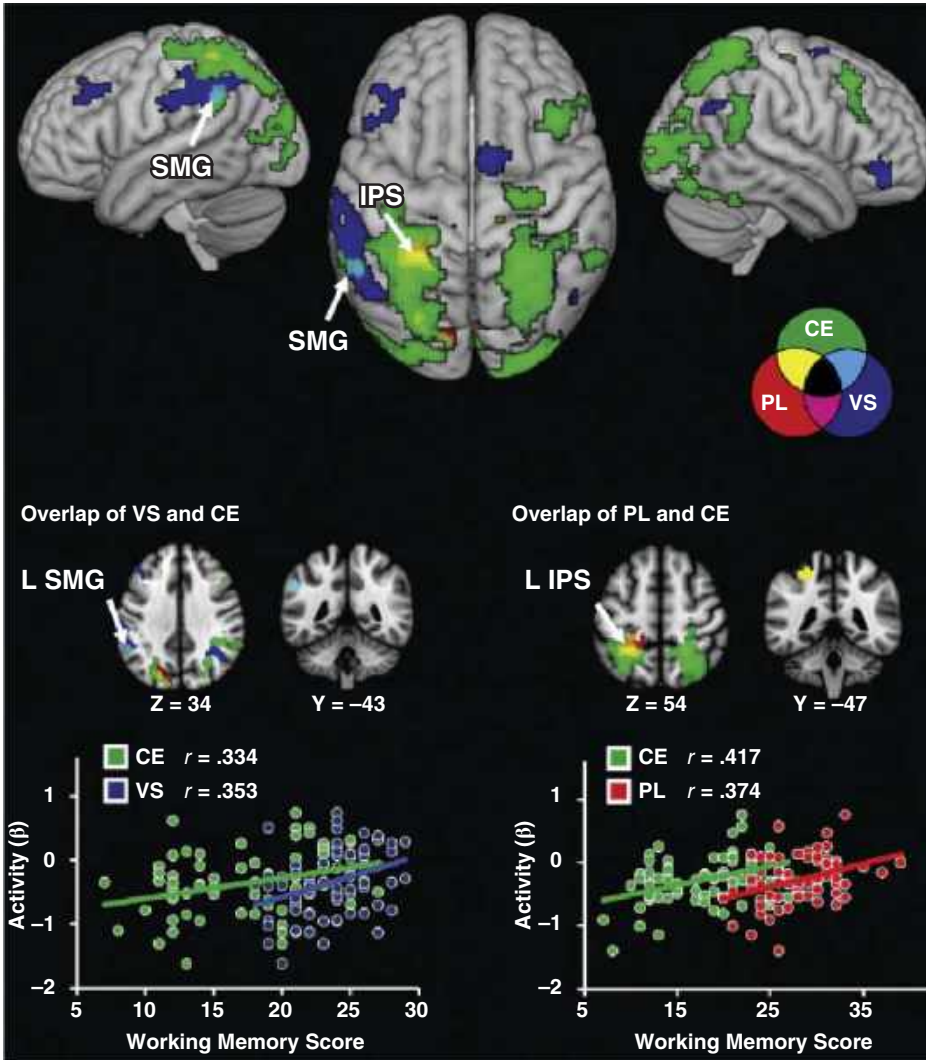 SMG
IPS
SMG
CE
PL
VS
Overlap of VS and CE
Overlap of PL and CE
L SMG
L IPS
Z = 34
Y = –43
Z = 54
Y = –47
CE r = .334
VS r = .353
CE r = .417
PL r = .374
Activity (β)
1
0
–1
–2
5
10
15
20
25
30
Working Memory Score
Activity (β)
1
0
–1
–2
5
15
25
35
Working Memory Score